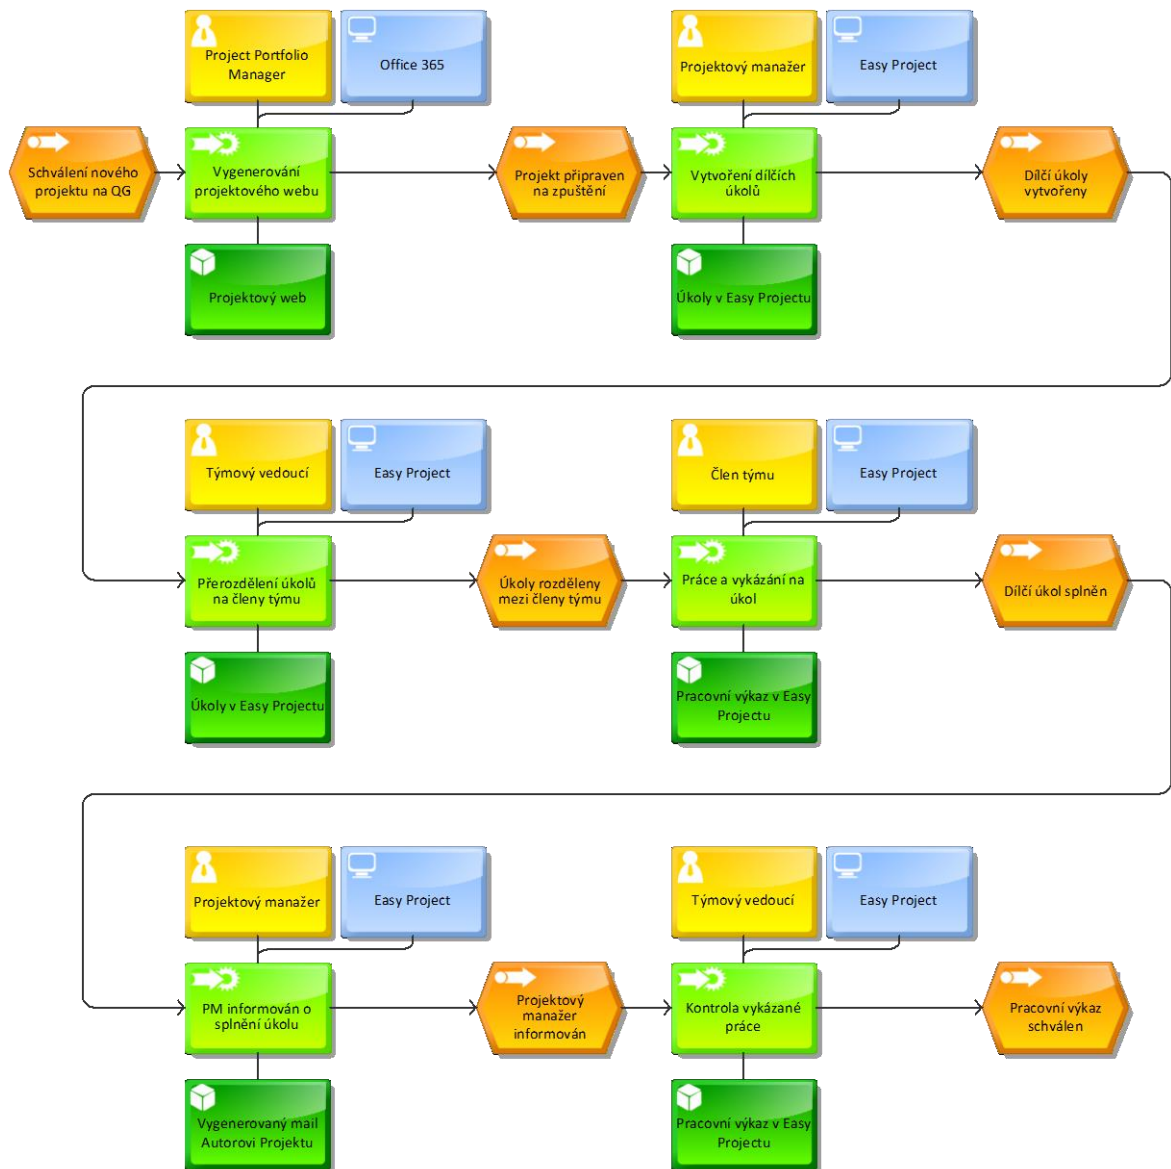 Project Portfolio
Manager
Office 365
Projektový manažer
Easy Project
Schválení nového
projektu na QG
Vygenerování
projektového webu
Projekt připraven
na zpuštění
Vytvoření dílčích
úkolů
Dílčí úkoly
vytvořeny
Projektový web
Úkoly v Easy Projectu
Týmový vedoucí
Easy Project
Člen týmu
Easy Project
Přerozdělení úkolů
na členy týmu
Úkoly rozděleny
mezi členy týmu
Práce a vykázání na
úkol
Dílčí úkol splněn
Úkoly v Easy Projectu
Pracovní výkaz v Easy
Projectu
Projektový manažer
Easy Project
Týmový vedoucí
Easy Project
PM informován o
splnění úkolu
Projektový
manažer
informován
Kontrola vykázané
práce
Pracovní výkaz
schválen
Vygenerovaný mail
Autorovi Projektu
Pracovní výkaz v Easy
Projectu